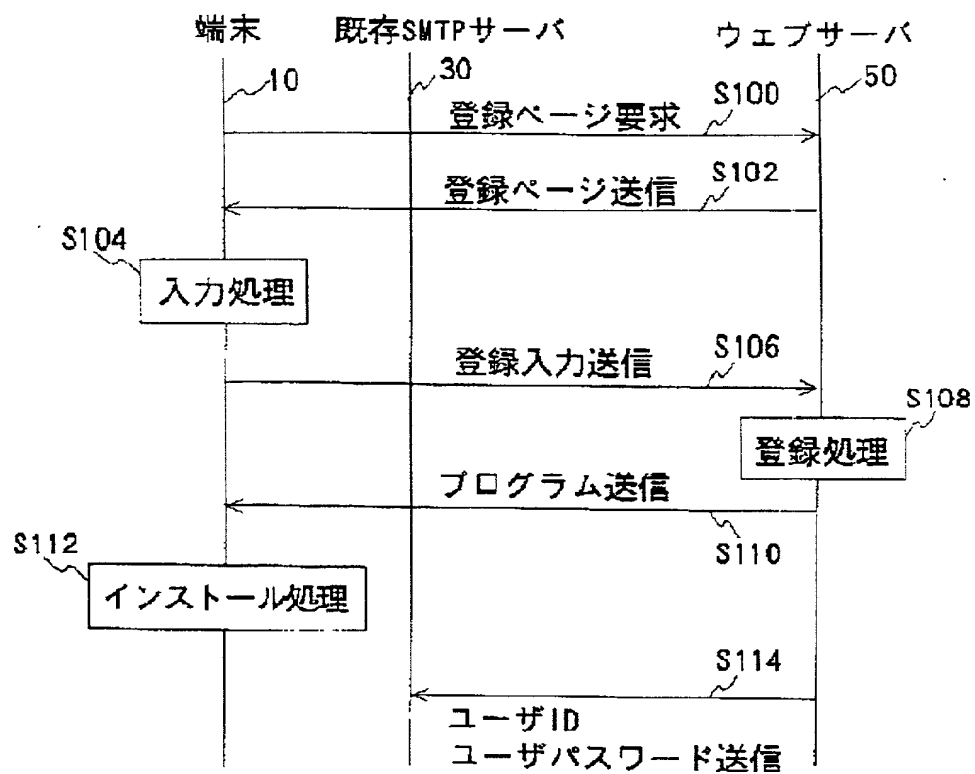 端末
既存SMTPサーバ
ウェブサーバ
10
30
50
S100
登録ページ要求
S102
登録ページ送信
S104
入力処理
S106
登録入力送信
S108
登録処理
プログラム送信
S110
S112
インストール処理
S114
ユーザID
ユーザパスワード送信